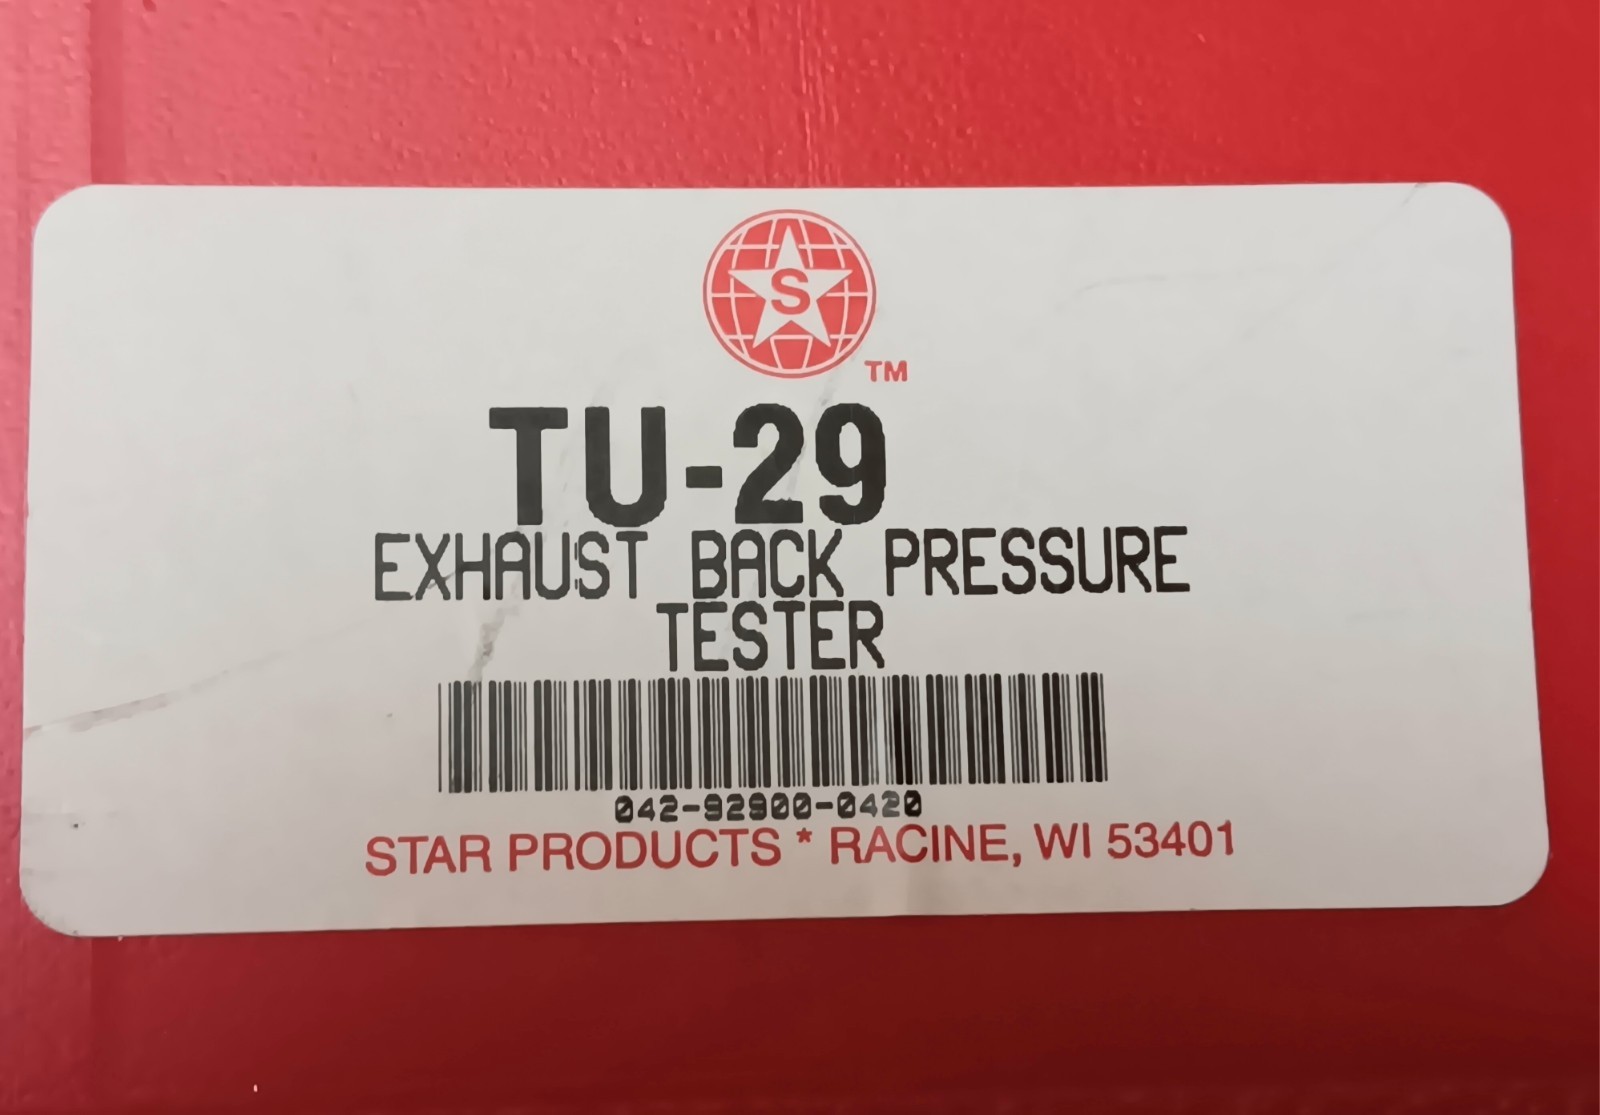 S
TM
TU-29
EXHAUST BACK PRESSURE
TESTER
042-92900-0420
STAR PRODUCTS * RACINE, WI 53401